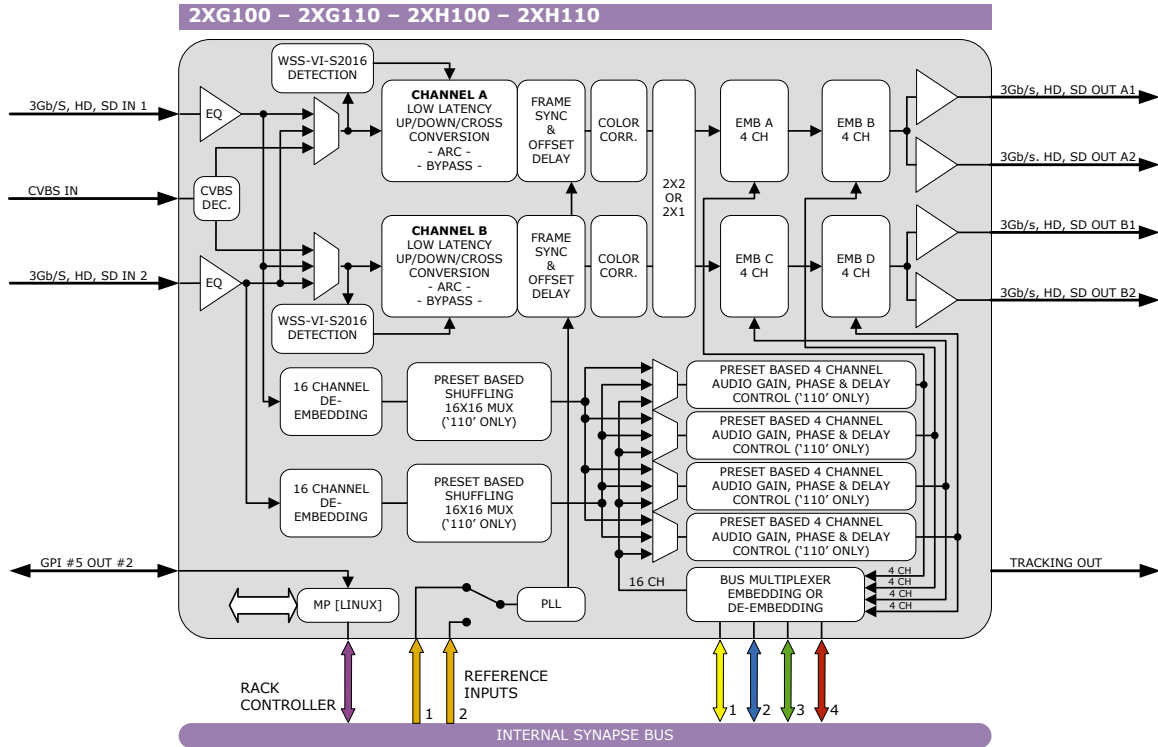 2XG100 – 2XG110 – 2XH100 – 2XH110
WSS-VI-S2016
DETECTION
CHANNEL A
LOW LATENCY
UP/DOWN/CROSS
CONVERSION
- ARC -
- BYPASS -
FRAME
SYNC
&
OFFSET
DELAY
COLOR
CORR.
2X2
OR
2X1
EMB A
4 CH
EMB B
4 CH
3Gb/S, HD, SD IN 1
EQ
3Gb/s, HD, SD OUT A1
3Gb/s. HD, SD OUT A2
CVBS IN
CVBS
DEC.
CHANNEL B
LOW LATENCY
UP/DOWN/CROSS
CONVERSION
- ARC -
- BYPASS -
FRAME
SYNC
&
OFFSET
DELAY
COLOR
CORR.
EMB C
4 CH
EMB D
4 CH
3Gb/S, HD, SD IN 2
EQ
3Gb/s, HD, SD OUT B1
3Gb/s, HD, SD OUT B2
WSS-VI-S2016
DETECTION
16 CHANNEL
DE-
EMBEDDING
PRESET BASED
SHUFFLING
16X16 MUX
(‘110’ ONLY)
PRESET BASED 4 CHANNEL
AUDIO GAIN, PHASE & DELAY
CONTROL (‘110’ ONLY)
PRESET BASED 4 CHANNEL
AUDIO GAIN, PHASE & DELAY
CONTROL (‘110’ ONLY)
16 CHANNEL
DE-
EMBEDDING
PRESET BASED
SHUFFLING
16X16 MUX
(‘110’ ONLY)
PRESET BASED 4 CHANNEL
AUDIO GAIN, PHASE & DELAY
CONTROL (‘110’ ONLY)
PRESET BASED 4 CHANNEL
AUDIO GAIN, PHASE & DELAY
CONTROL (‘110’ ONLY)
GPI #5 OUT #2
TRACKING OUT
MP [LINUX]
PLL
16 CH
BUS MULTIPLEXER
EMBEDDING OR
DE-EMBEDDING
4 CH
4 CH
4 CH
4 CH
RACK
CONTROLLER
REFERENCE
INPUTS
1
2
1
2
3
4
INTERNAL SYNAPSE BUS